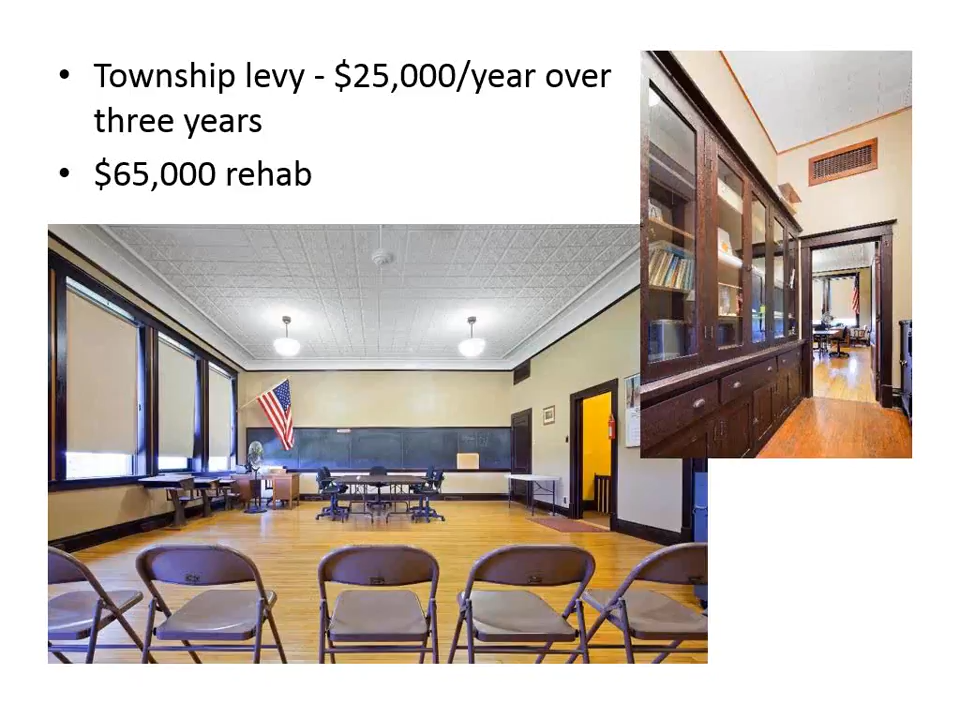 • Township levy - $25,000/year over
three years
• $65,000 rehab